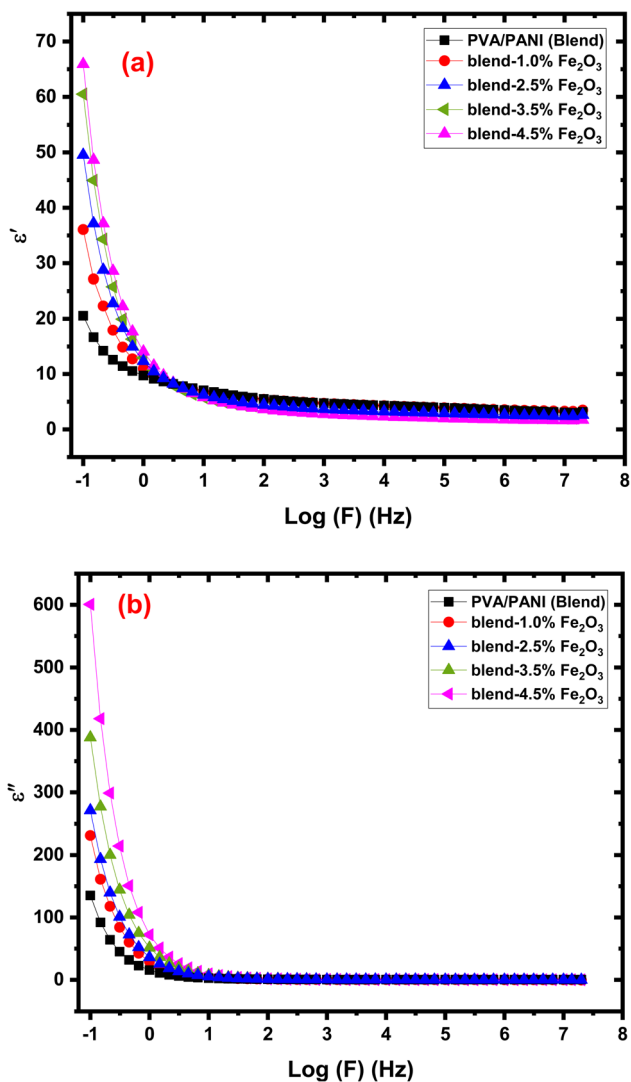 (a)
PVA/PANI (Blend)
blend-1.0% Fe₂O₃
blend-2.5% Fe₂O₃
blend-3.5% Fe₂O₃
blend-4.5% Fe₂O₃
70
60
50
40
30
20
10
0
ε′
-1 0 1 2 3 4 5 6 7 8
Log (F) (Hz)
(b)
PVA/PANI (Blend)
blend-1.0% Fe₂O₃
blend-2.5% Fe₂O₃
blend-3.5% Fe₂O₃
blend-4.5% Fe₂O₃
600
500
400
300
200
100
0
ε″
-1 0 1 2 3 4 5 6 7 8
Log (F) (Hz)